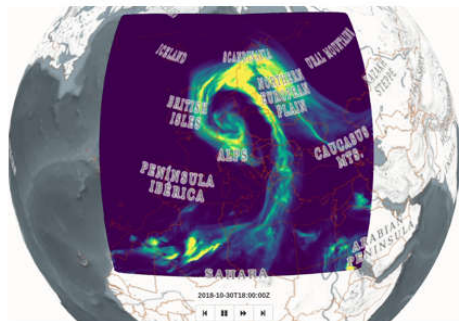 ICELAND
SCANDINAVIA
URAL MOUNTAINS
NORTHERN
EUROPEAN
PLAIN
BRITISH
ISLES
ALPS
CAUCASUS
MTS.
PENÍNSULA
IBÉRICA
ARABIAN
PENINSULA
SAHARA
2018-10-30T18:00:00Z